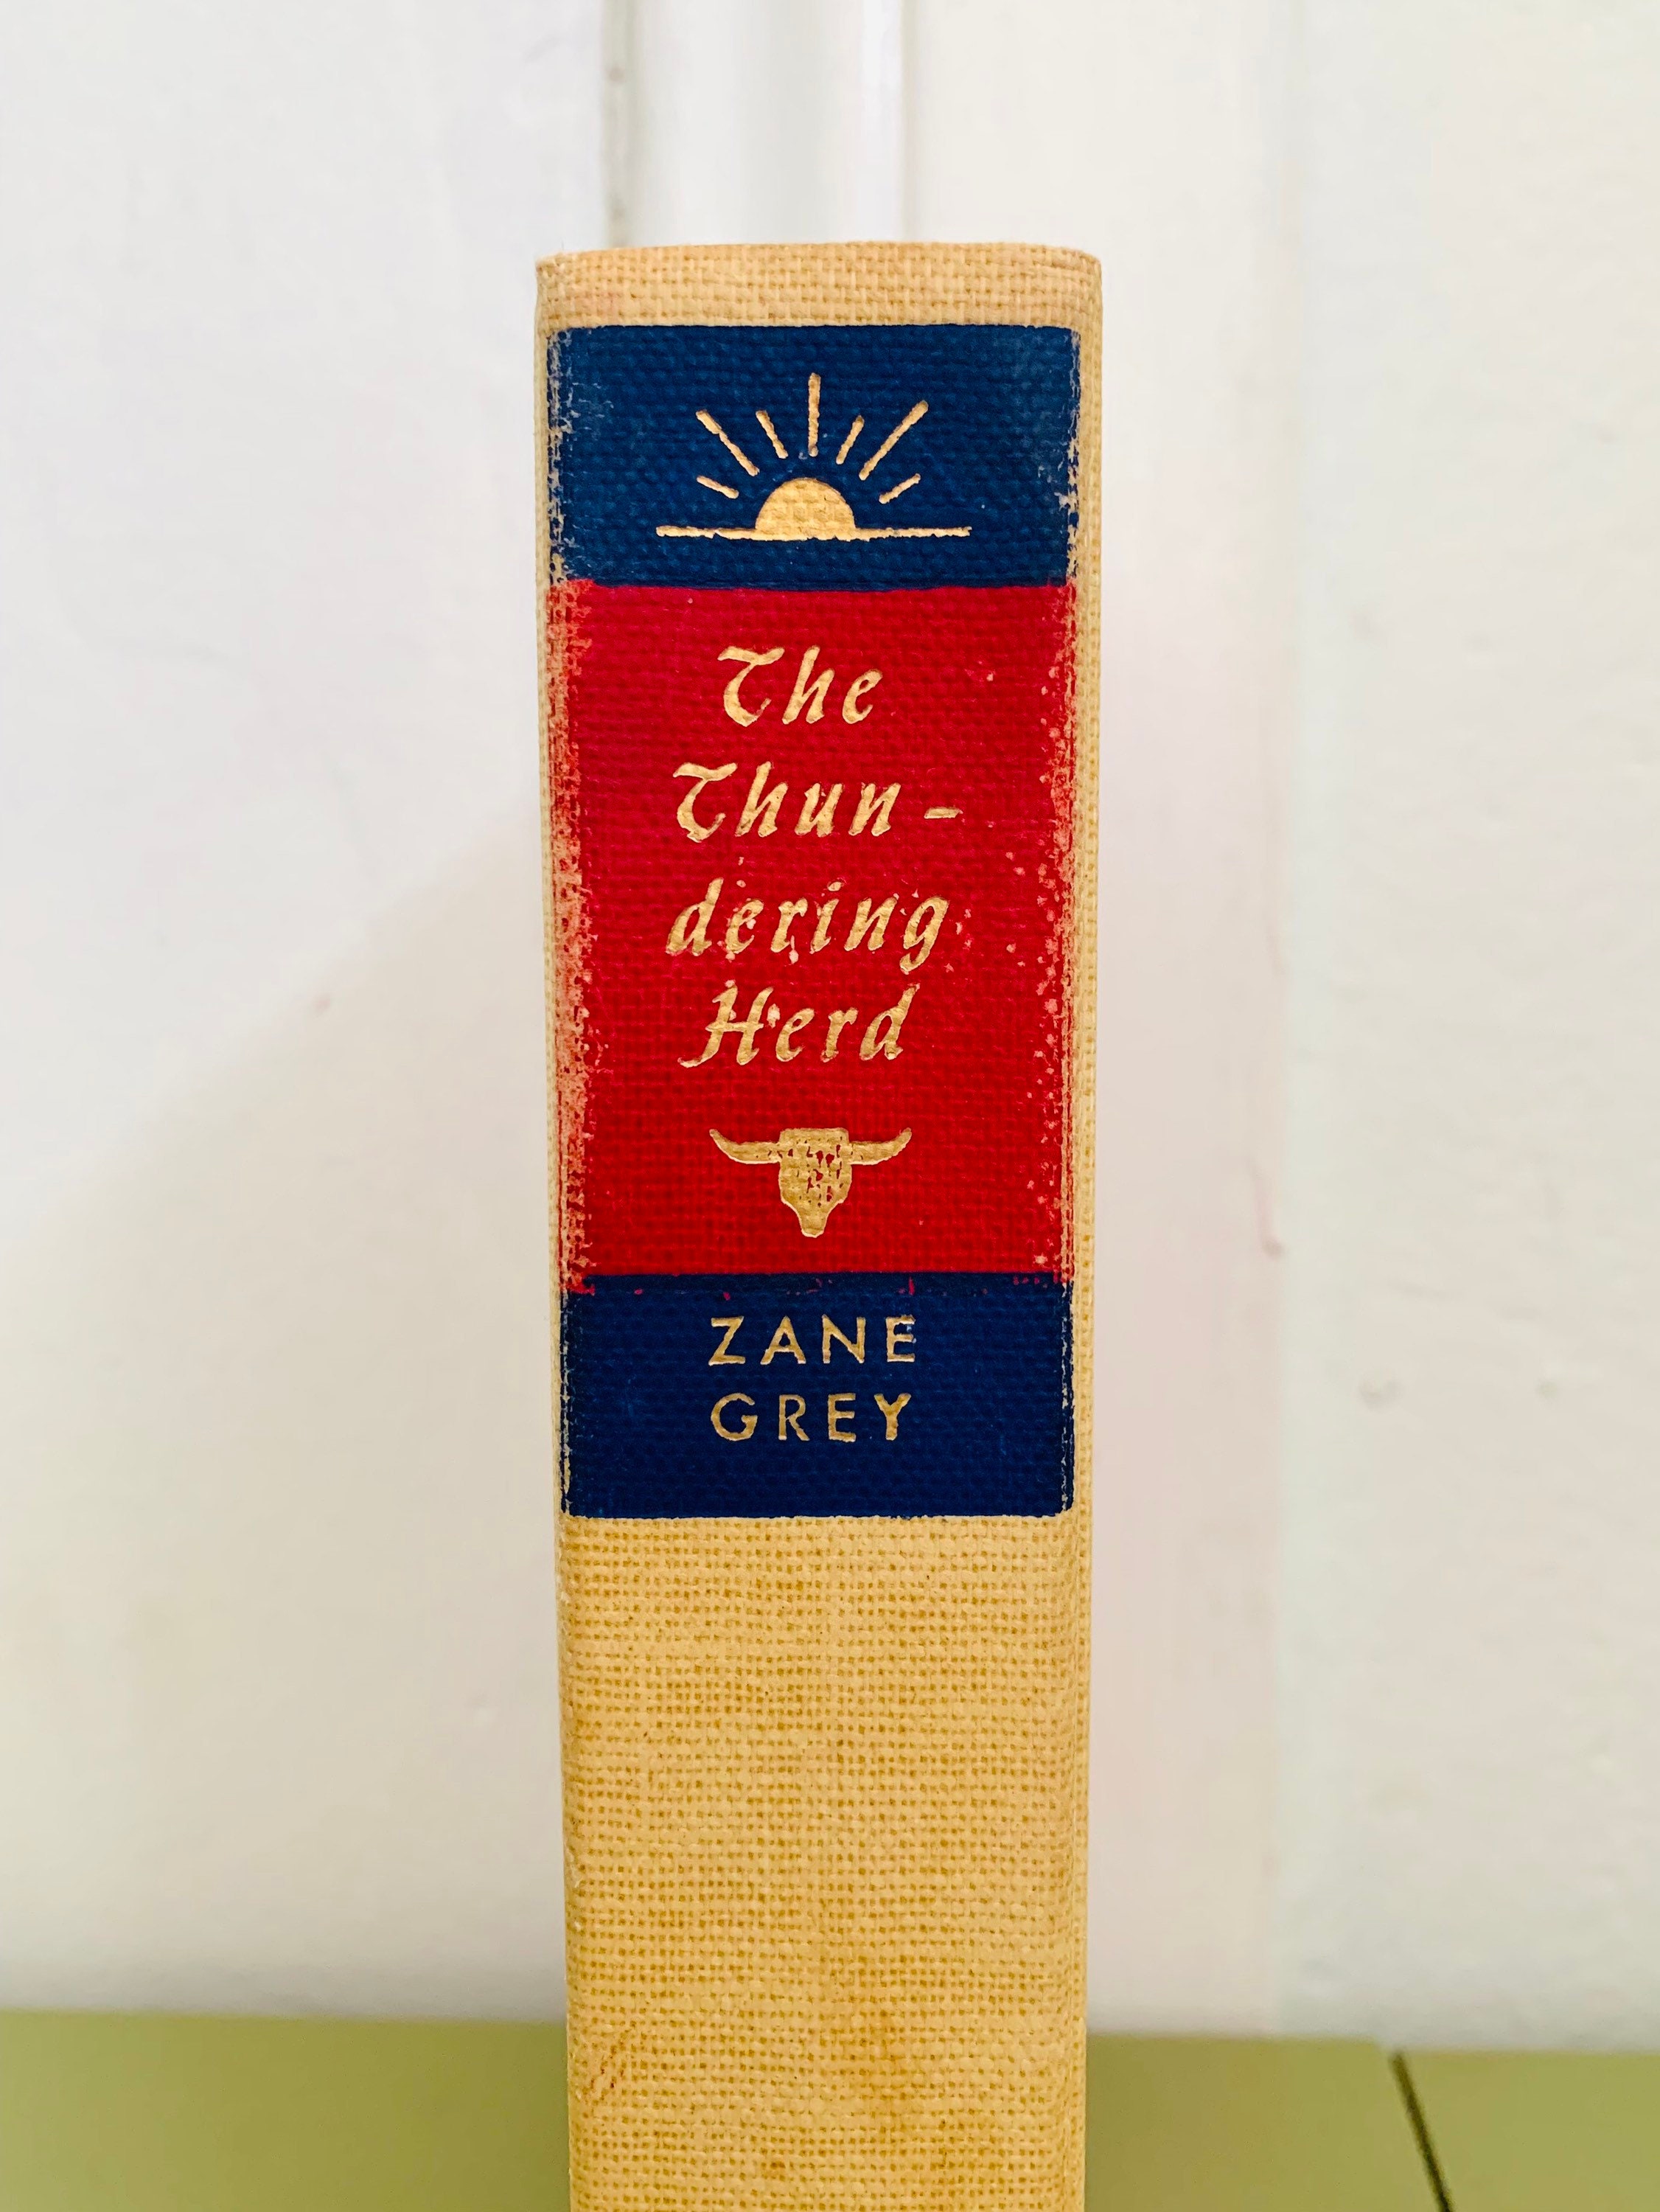 The
Thun-
dering
Herd
ZANE
GREY